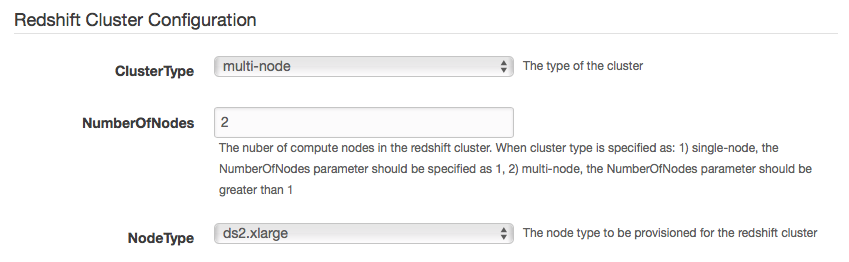 Redshift Cluster Configuration
ClusterType multi-node The type of the cluster
NumberOfNodes 2
The nuber of compute nodes in the redshift cluster. When cluster type is specified as: 1) single-node, the
NumberOfNodes parameter should be specified as 1, 2) multi-node, the NumberOfNodes parameter should be
greater than 1
NodeType ds2.xlarge The node type to be provisioned for the redshift cluster